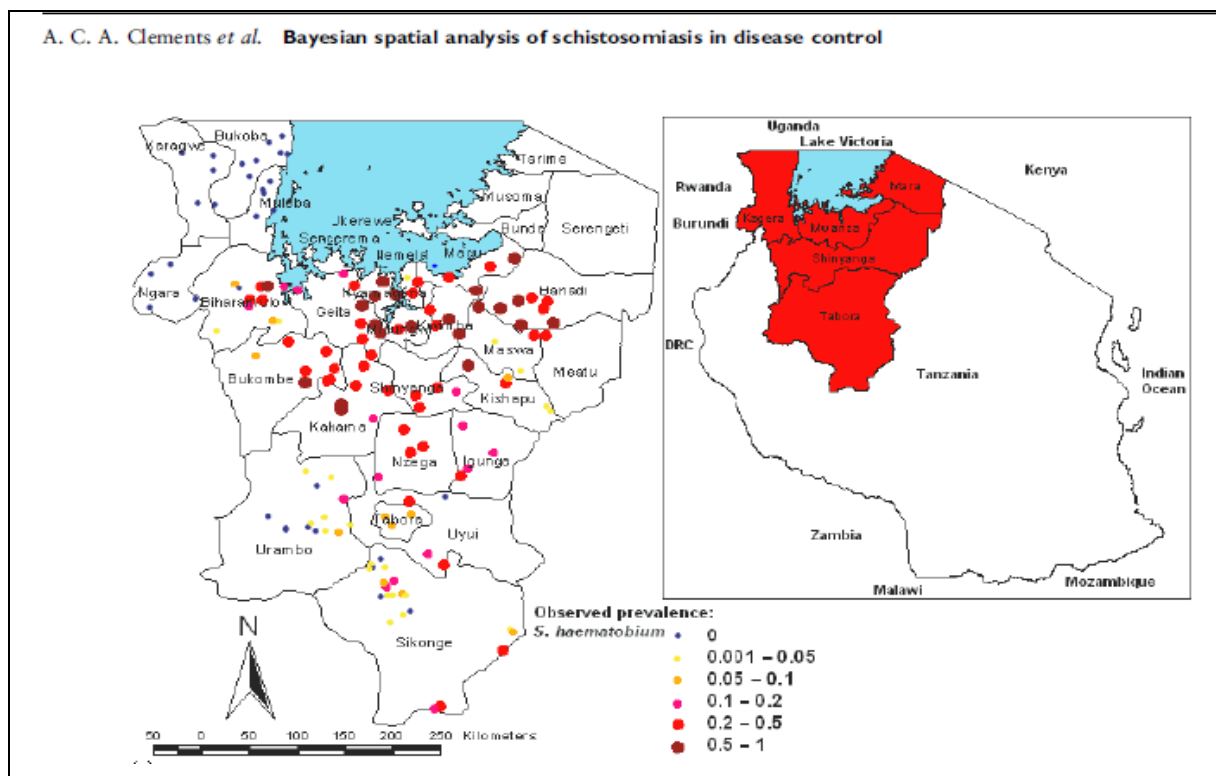 A. C. A. Clements et al. Bayesian spatial analysis of schistosomiasis in disease control
Uganda
Lake Victoria
Kenya
Rwanda
Burundi
Mara
Kagera
Mwanza
Shinyanga
Tabora
DRC
Tanzania
Indian
Ocean
Zambia
Malawi
Mozambique
Karagwe
Bukoba
Muleba
Tarime
Musoma
Ukerewe
Bunda
Serengeti
Sengerema
Ilemela
Magu
Ngara
Geita
Bariadi
Maswa
Meatu
Bukombe
Shinyanga
Kishapu
Kahama
Nzega
Igunga
Tabora
Uyui
Urambo
Sikonge
N
50 0 50 100 150 200 250 Kilometers
Observed prevalence:
S. haematobium
0
0.001 – 0.05
0.05 – 0.1
0.1 – 0.2
0.2 – 0.5
0.5 – 1